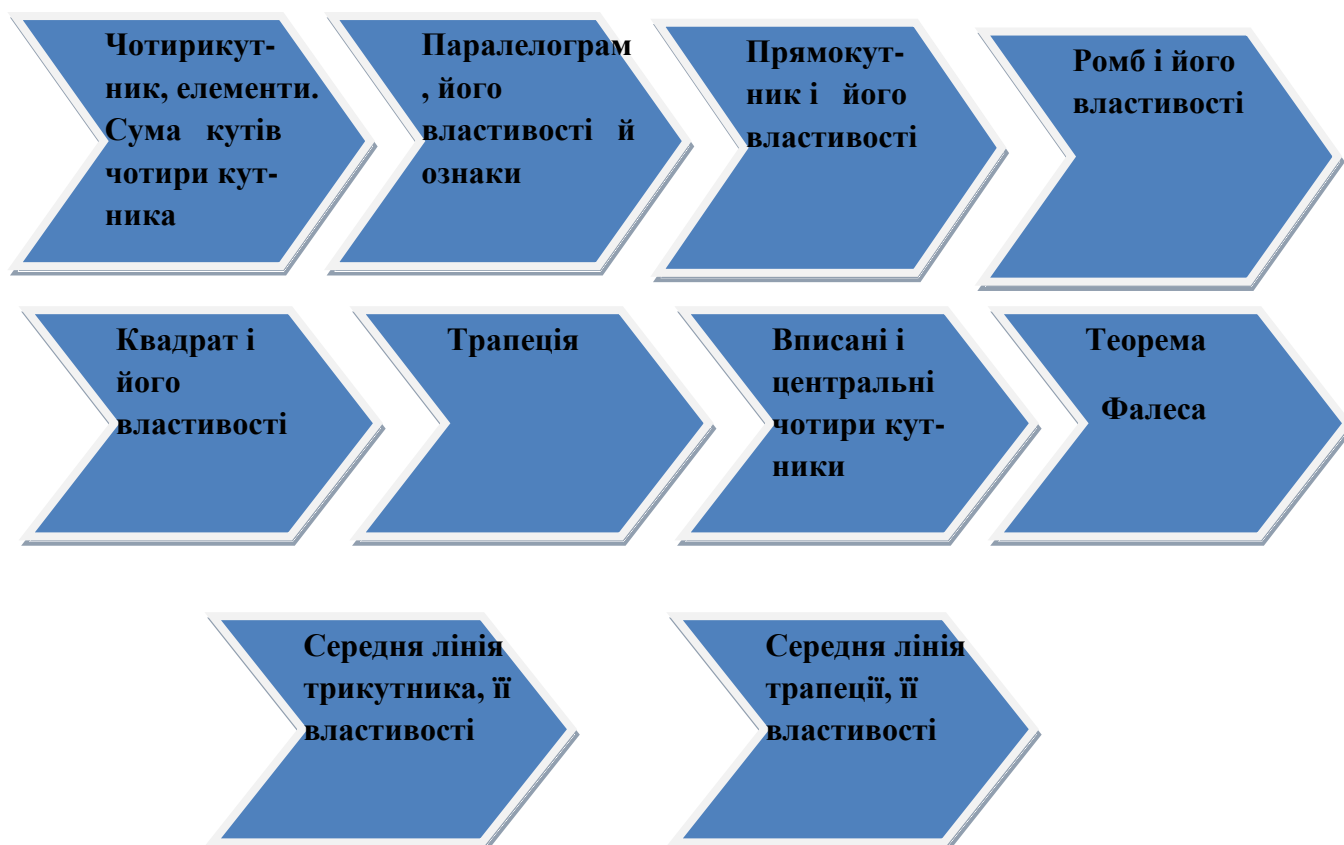 Чотирикут-
ник, елементи.
Сума кутів
чотири кут-
ника
Паралелограм
, його
властивості й
ознаки
Прямокут-
ник і його
властивості
Ромб і його
властивості
Квадрат і
його
властивості
Трапеція
Вписані і
центральні
чотири кут-
ники
Теорема
Фалеса
Середня лінія
трикутника, її
властивості
Середня лінія
трапеції, її
властивості